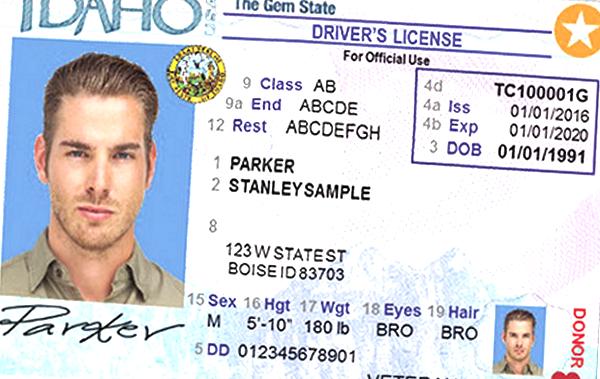 IDAHO
The Gem State
DRIVER'S LICENSE
For Official Use
9 Class AB
9a End ABCDE
12 Rest ABCDEFGH
4d TC100001G
4a Iss 01/01/2016
4b Exp 01/01/2020
3 DOB 01/01/1991
1 PARKER
2 STANLEY SAMPLE
8
123 W STATE ST
BOISE ID 83703
15 Sex 16 Hgt 17 Wgt 18 Eyes 19 Hair
M 5'-10" 180 lb BRO BRO
5 DD 012345678901
Parker
DONOR